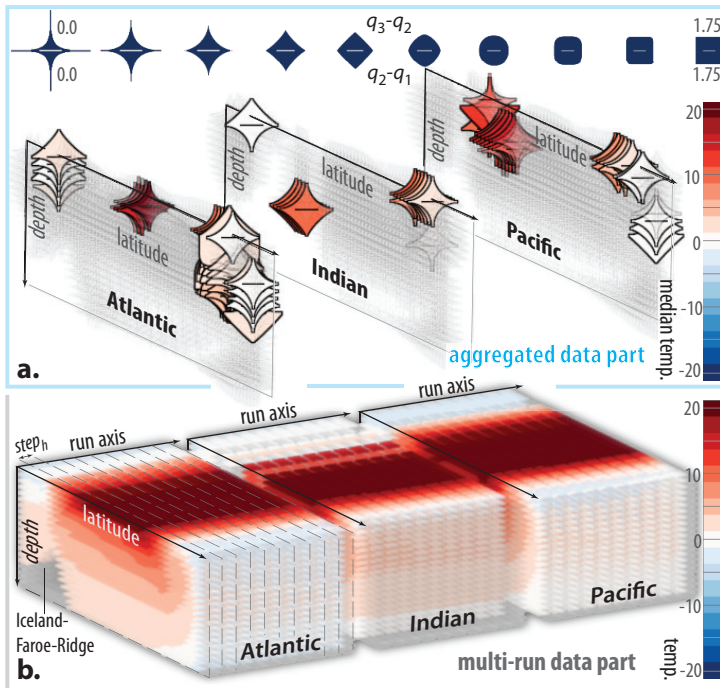 0.0
q3-q2
1.75
0.0
q2-q1
1.75
depth
latitude
Atlantic
depth
latitude
Indian
depth
latitude
Pacific
20
10
0
-10
-20
median temp.
aggregated data part
a.
step h
run axis
run axis
run axis
latitude
depth
Iceland-
Faroe-Ridge
Atlantic
Indian
Pacific
20
10
0
-10
-20
temp.
multi-run data part
b.